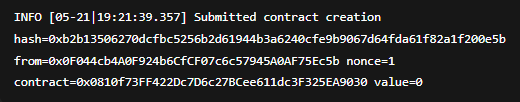 INFO [05-21|19:21:39.357] Submitted contract creation
hash=0xb2b13506270dcfbc5256b2d61944b3a6240cfe9b9067d64fda61f82a1f200e5b
from=0x0F044cb4A0F924b6CfCF07c6c57945A0AF75Ec5b nonce=1
contract=0x0810f73FF422Dc7D6c27BCee611dc3F325EA9030 value=0